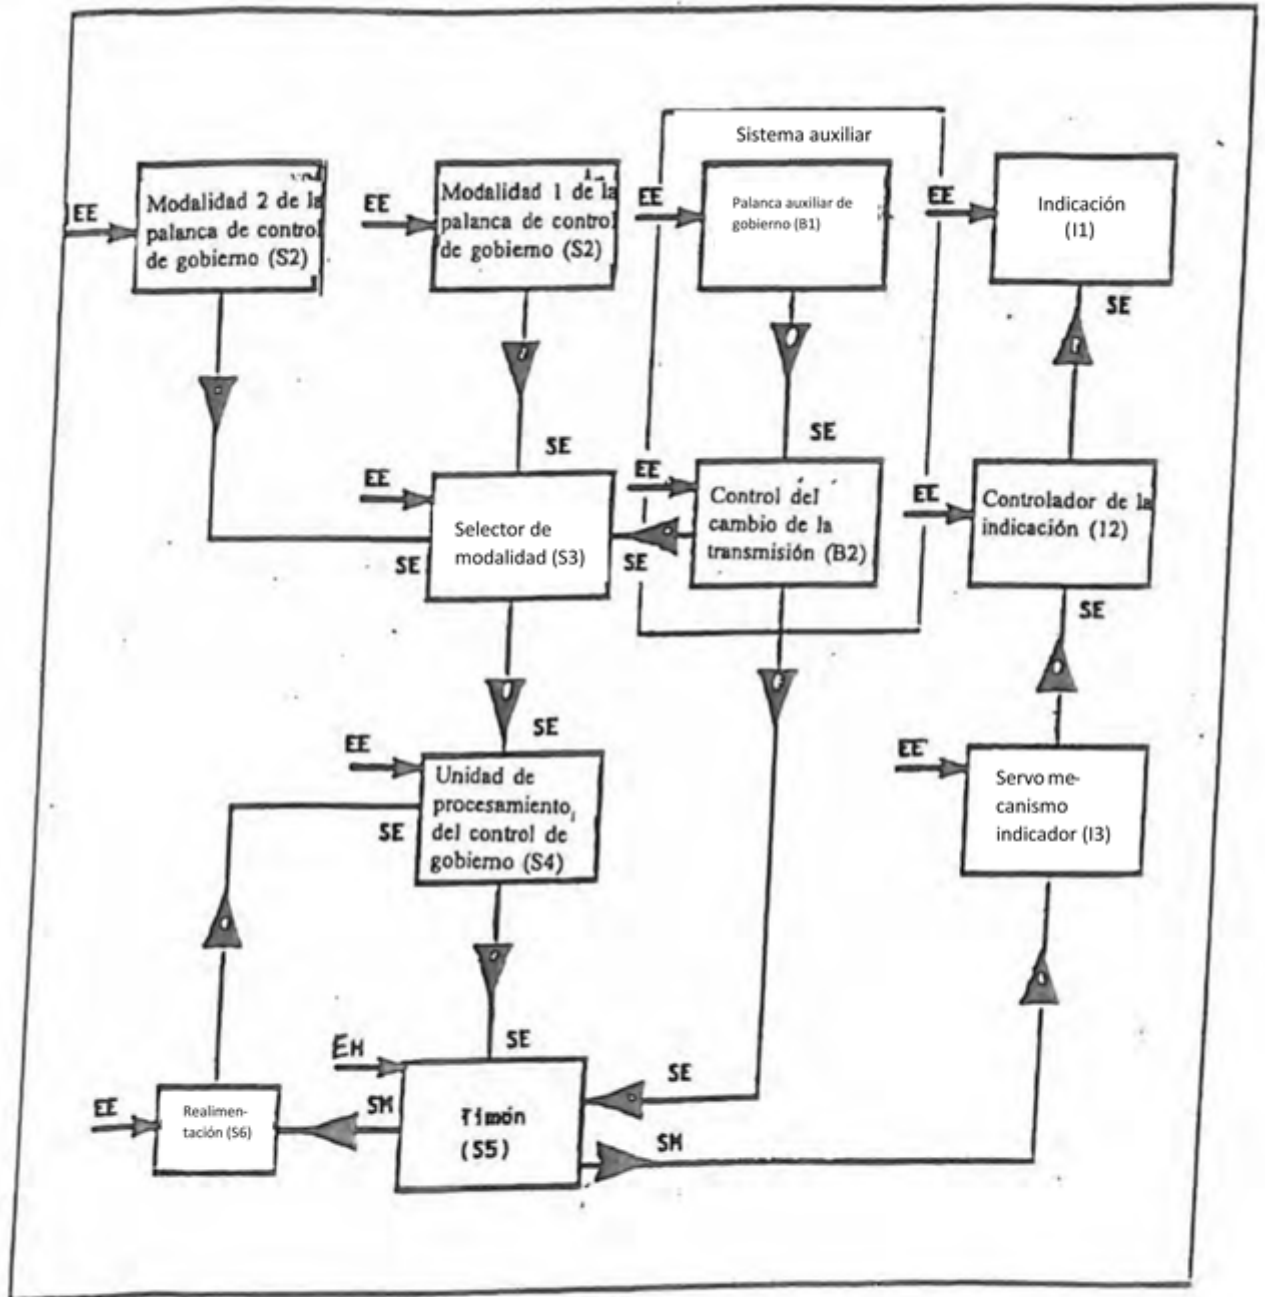 Sistema auxiliar
EE
Modalidad 2 de la
palanca de control
de gobierno (S2)
EE
Modalidad 1 de la
palanca de control
de gobierno (S2)
EE
Palanca auxiliar de
gobierno (B1)
EE
Indicación
(I1)
SE
SE
SE
EE
Selector de
modalidad (S3)
SE
EE
Control del
cambio de la
transmisión (B2)
SE
EE
Controlador de la
indicación (I2)
SE
SE
EE
Unidad de
procesamiento
del control de
gobierno (S4)
SE
EE
Servo me-
canismo
indicador (I3)
SE
EM
Timón
(S5)
SE
SM
SM
EE
Realimen-
tación (S6)